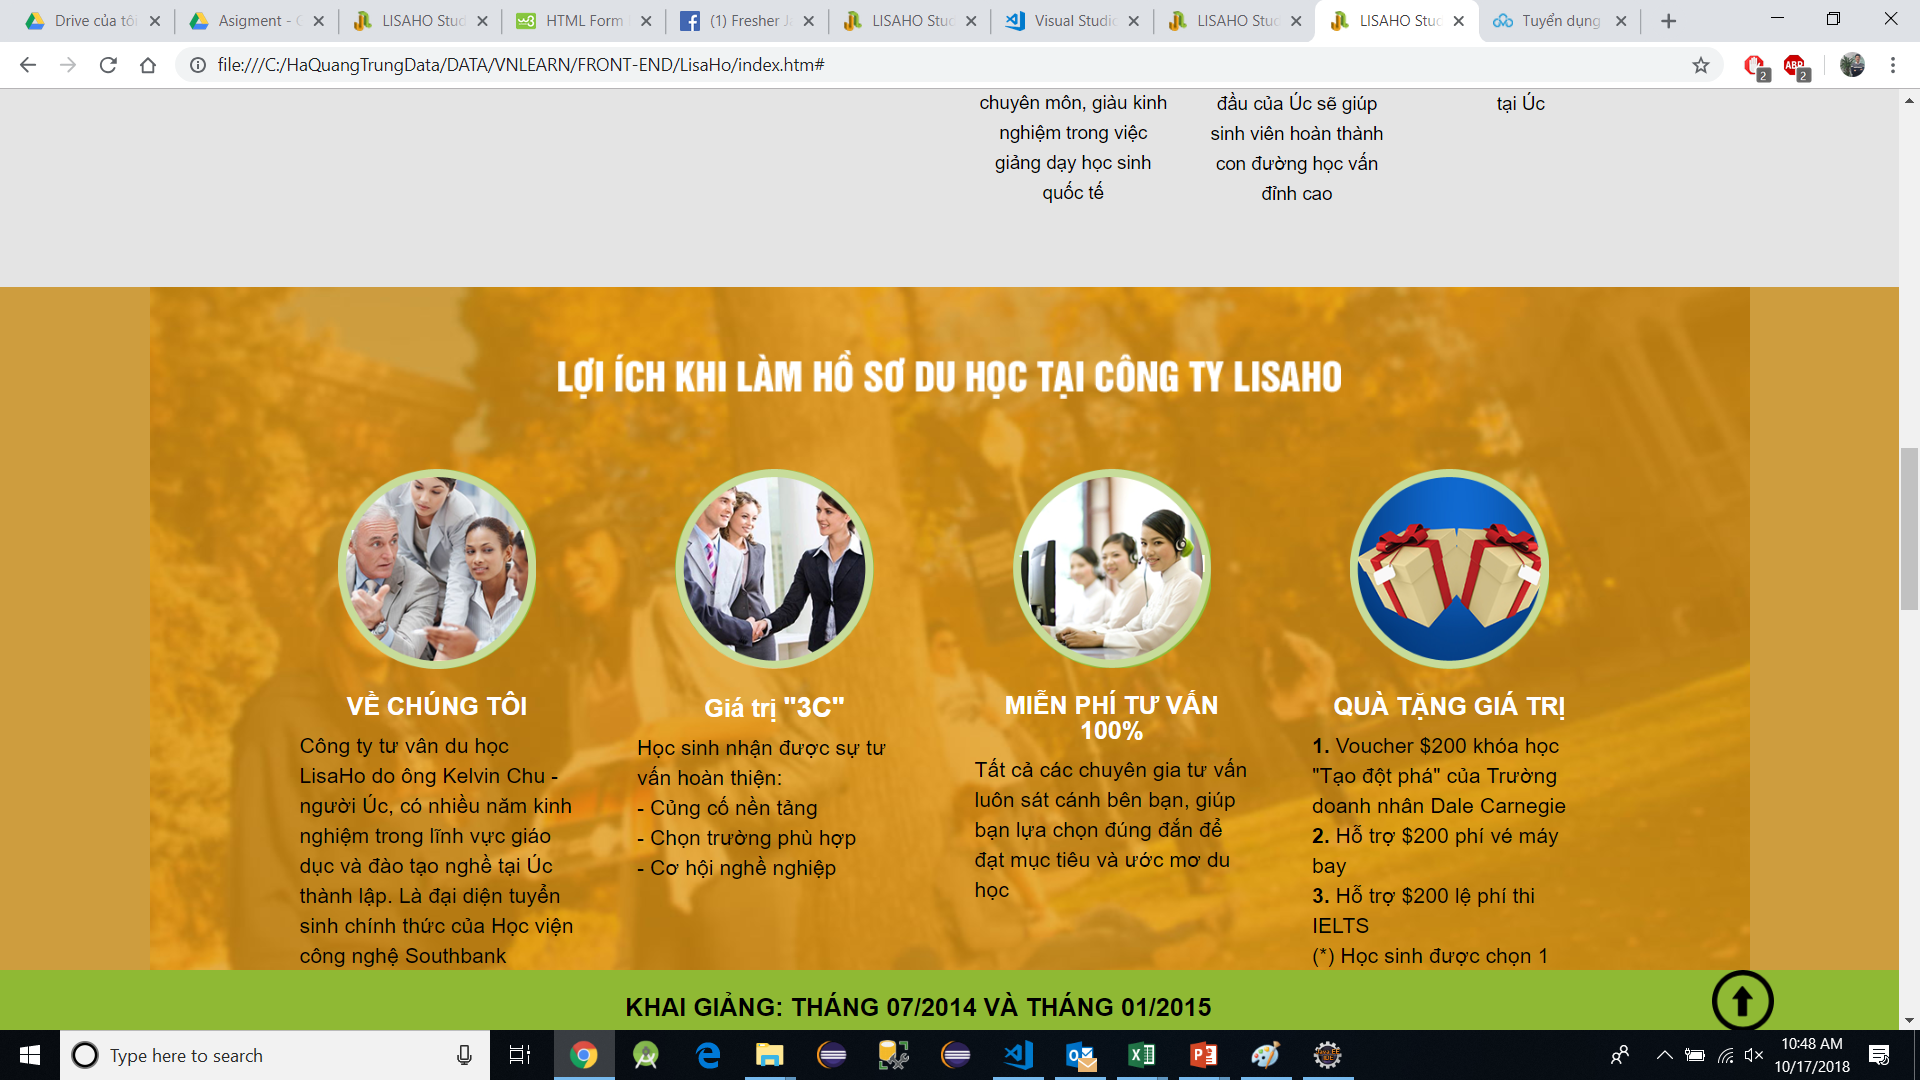 Drive của tôi
Asigment - G
LISAHO Stud
HTML Form
(1) Fresher Ja
LISAHO Stud
Visual Studio
LISAHO Stud
LISAHO Stud
Tuyển dụng
file:///C:/HaQuangTrungData/DATA/VNLEARN/FRONT-END/LisaHo/index.htm#
2
ABP
2
chuyên môn, giàu kinh
nghiệm trong việc
giảng dạy học sinh
quốc tế
đầu của Úc sẽ giúp
sinh viên hoàn thành
con đường học vấn
đỉnh cao
tại Úc
LỢI ÍCH KHI LÀM HỒ SƠ DU HỌC TẠI CÔNG TY LISAHO
VỀ CHÚNG TÔI
Công ty tư vân du học
LisaHo do ông Kelvin Chu -
người Úc, có nhiều năm kinh
nghiệm trong lĩnh vực giáo
dục và đào tạo nghề tại Úc
thành lập. Là đại diện tuyển
sinh chính thức của Học viện
công nghệ Southbank
Giá trị "3C"
Học sinh nhận được sự tư
vấn hoàn thiện:
- Củng cố nền tảng
- Chọn trường phù hợp
- Cơ hội nghề nghiệp
MIỄN PHÍ TƯ VẤN
100%
Tất cả các chuyên gia tư vấn
luôn sát cánh bên bạn, giúp
bạn lựa chọn đúng đắn để
đạt mục tiêu và ước mơ du
học
QUÀ TẶNG GIÁ TRỊ
1. Voucher $200 khóa học
"Tạo đột phá" của Trường
doanh nhân Dale Carnegie
2. Hỗ trợ $200 phí vé máy
bay
3. Hỗ trợ $200 lệ phí thi
IELTS
(*) Học sinh được chọn 1
KHAI GIẢNG: THÁNG 07/2014 VÀ THÁNG 01/2015
Type here to search
10:48 AM
10/17/2018